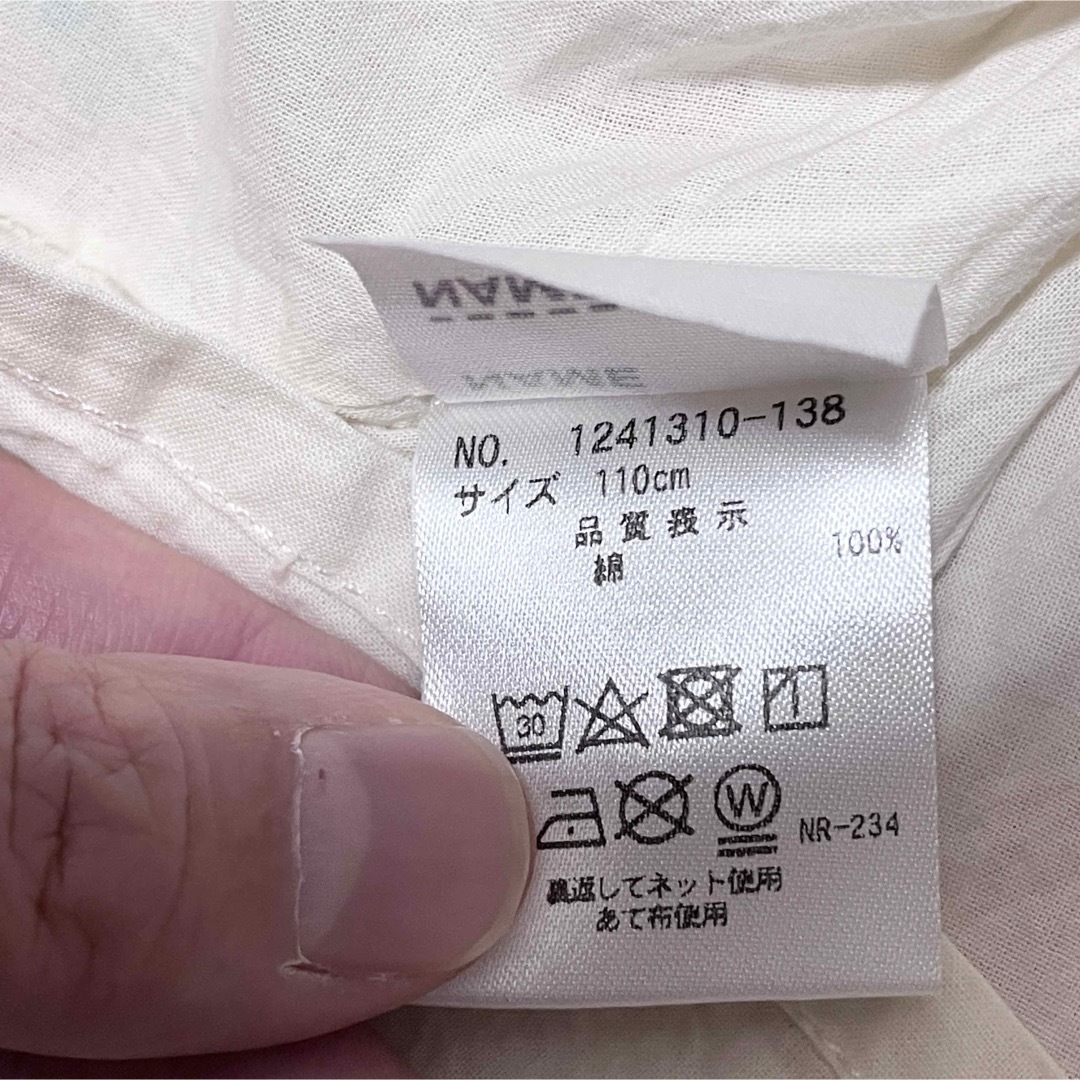 NAME
NO. 1241310-138
サイズ 110cm
品質表示
綿 100%
30
W NR-234
裏返してネット使用
あて布使用